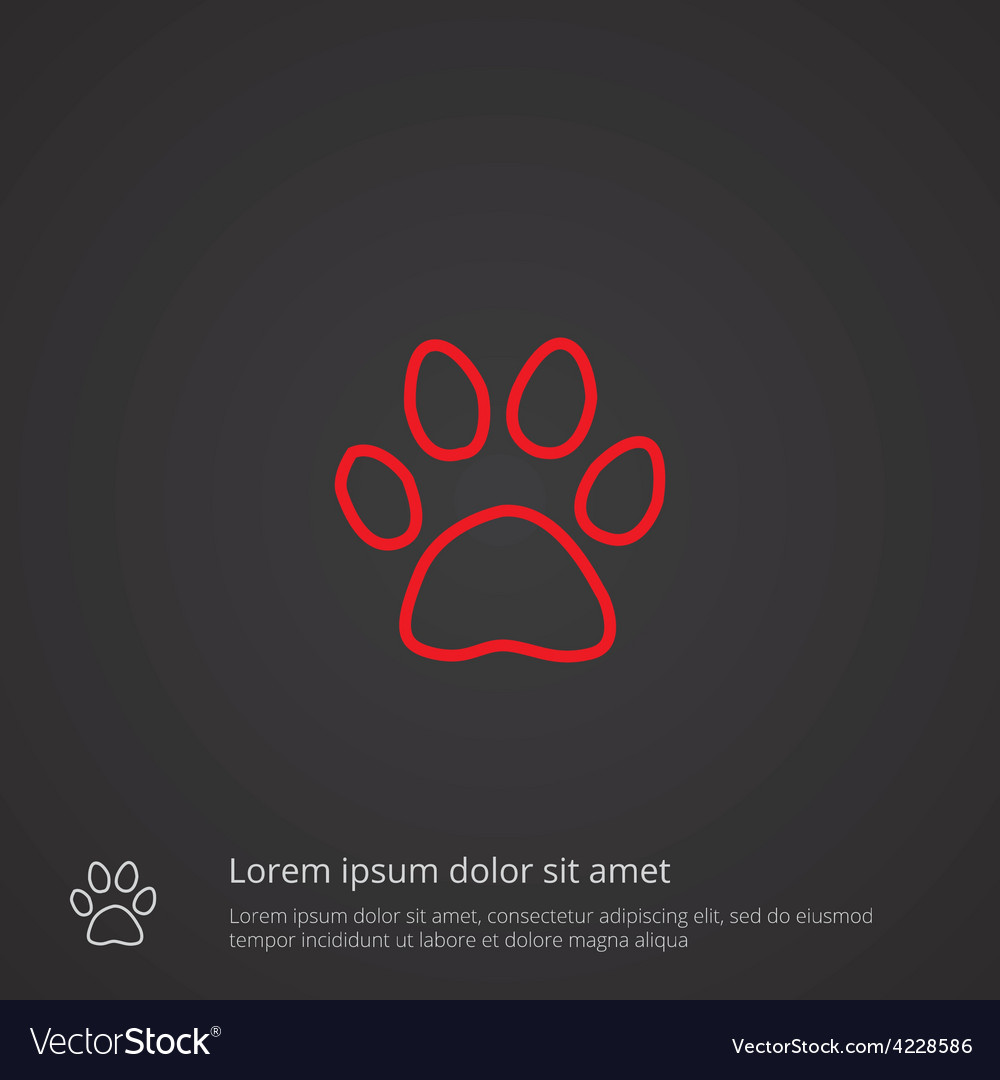 Lorem ipsum dolor sit amet
Lorem ipsum dolor sit amet, consectetur adipiscing elit, sed do eiusmod
tempor incididunt ut labore et dolore magna aliqua
VectorStock®
VectorStock.com/4228586